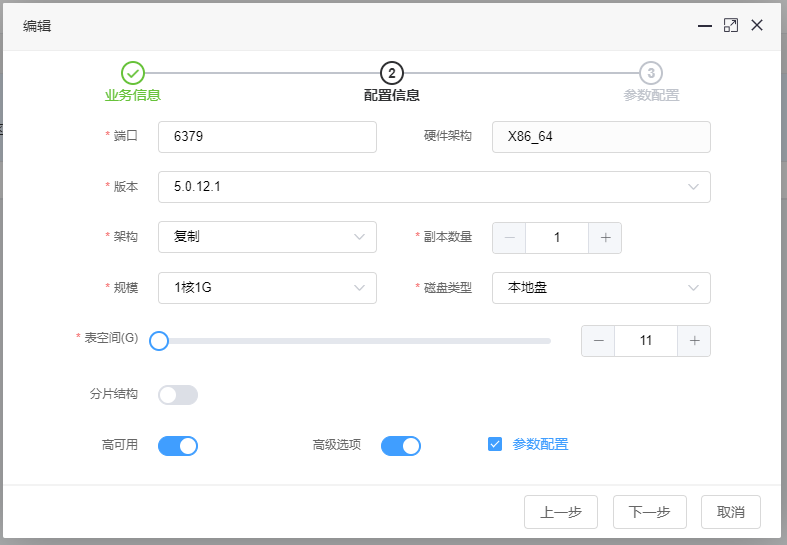 编辑
2 3
业务信息 配置信息 参数配置
* 端口 6379 硬件架构 X86_64
* 版本 5.0.12.1
* 架构 复制 * 副本数量 1
* 规模 1核1G * 磁盘类型 本地盘
* 表空间(G) 11
分片结构
高可用 高级选项 参数配置
上一步 下一步 取消